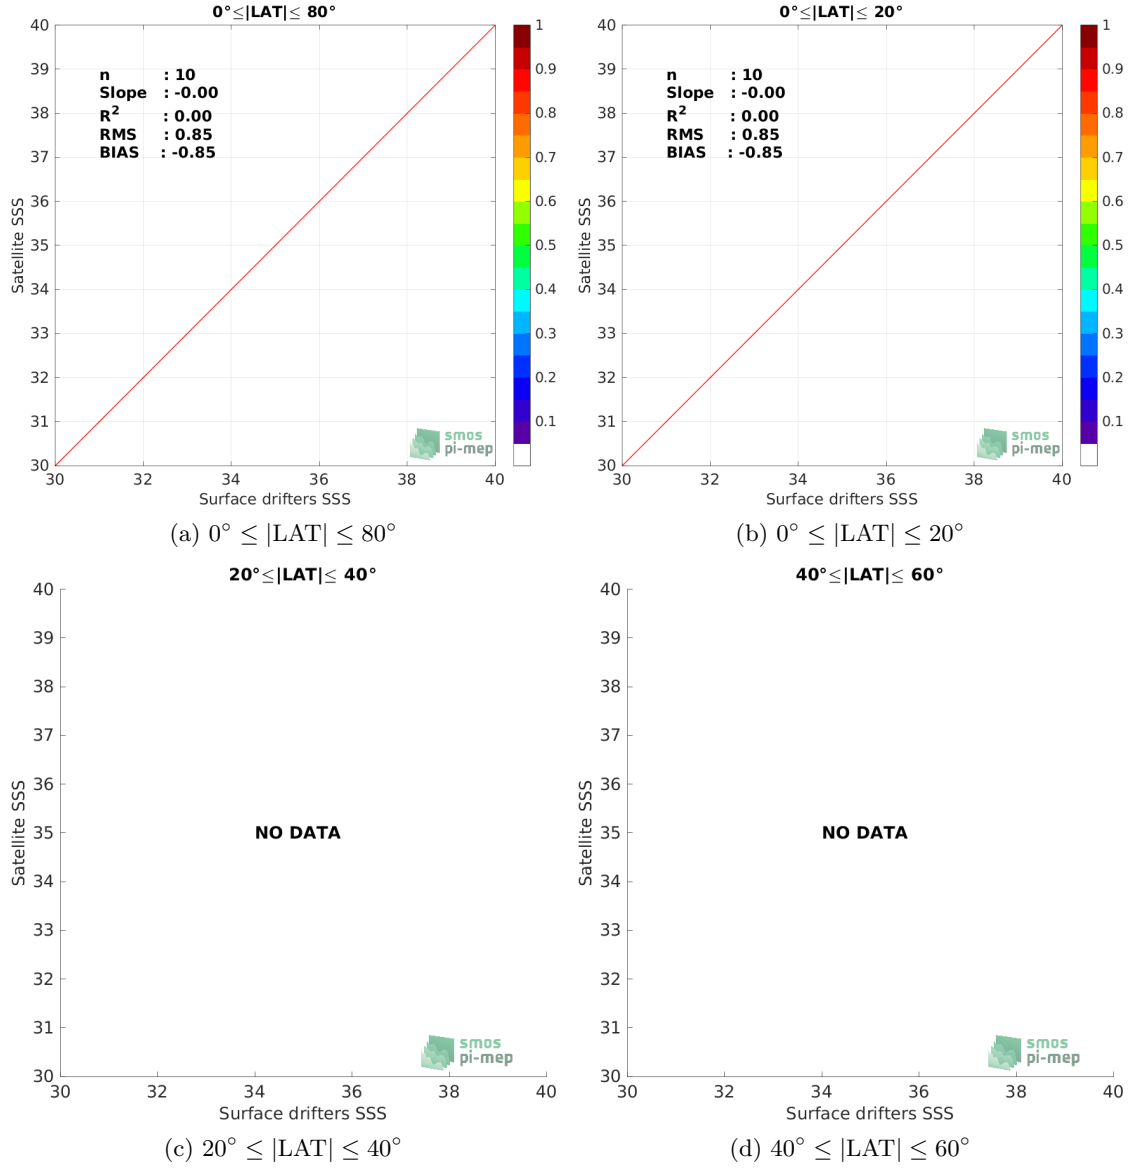 0°≤|LAT|≤ 80°
40
39
38
37
36
35
34
33
32
31
30
n : 10
Slope : -0.00
R² : 0.00
RMS : 0.85
BIAS : -0.85
Satellite SSS
30 32 34 36 38 40
Surface drifters SSS
smos
pi-mep
1
0.9
0.8
0.7
0.6
0.5
0.4
0.3
0.2
0.1
(a) 0° ≤ |LAT| ≤ 80°
0°≤|LAT|≤ 20°
40
39
38
37
36
35
34
33
32
31
30
n : 10
Slope : -0.00
R² : 0.00
RMS : 0.85
BIAS : -0.85
Satellite SSS
30 32 34 36 38 40
Surface drifters SSS
smos
pi-mep
1
0.9
0.8
0.7
0.6
0.5
0.4
0.3
0.2
0.1
(b) 0° ≤ |LAT| ≤ 20°
20°≤|LAT|≤ 40°
40
39
38
37
36
35
34
33
32
31
30
Satellite SSS
NO DATA
30 32 34 36 38 40
Surface drifters SSS
smos
pi-mep
(c) 20° ≤ |LAT| ≤ 40°
40°≤|LAT|≤ 60°
40
39
38
37
36
35
34
33
32
31
30
Satellite SSS
NO DATA
30 32 34 36 38 40
Surface drifters SSS
smos
pi-mep
(d) 40° ≤ |LAT| ≤ 60°